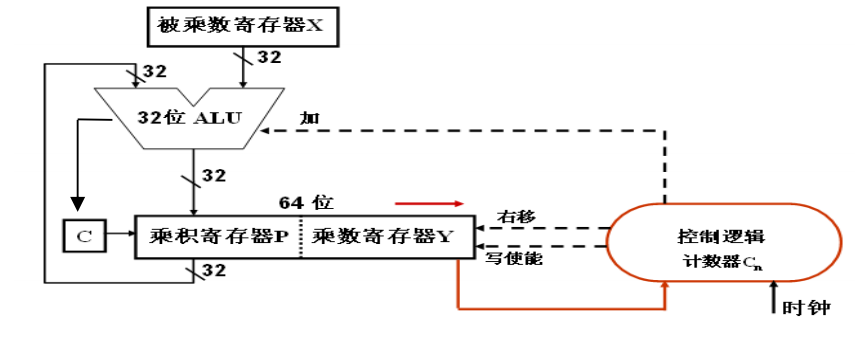 被乘数寄存器X
32
32
32位 ALU
加
32
64 位
C
乘积寄存器P
乘数寄存器Y
右移
写使能
控制逻辑
计数器Cn
32
时钟